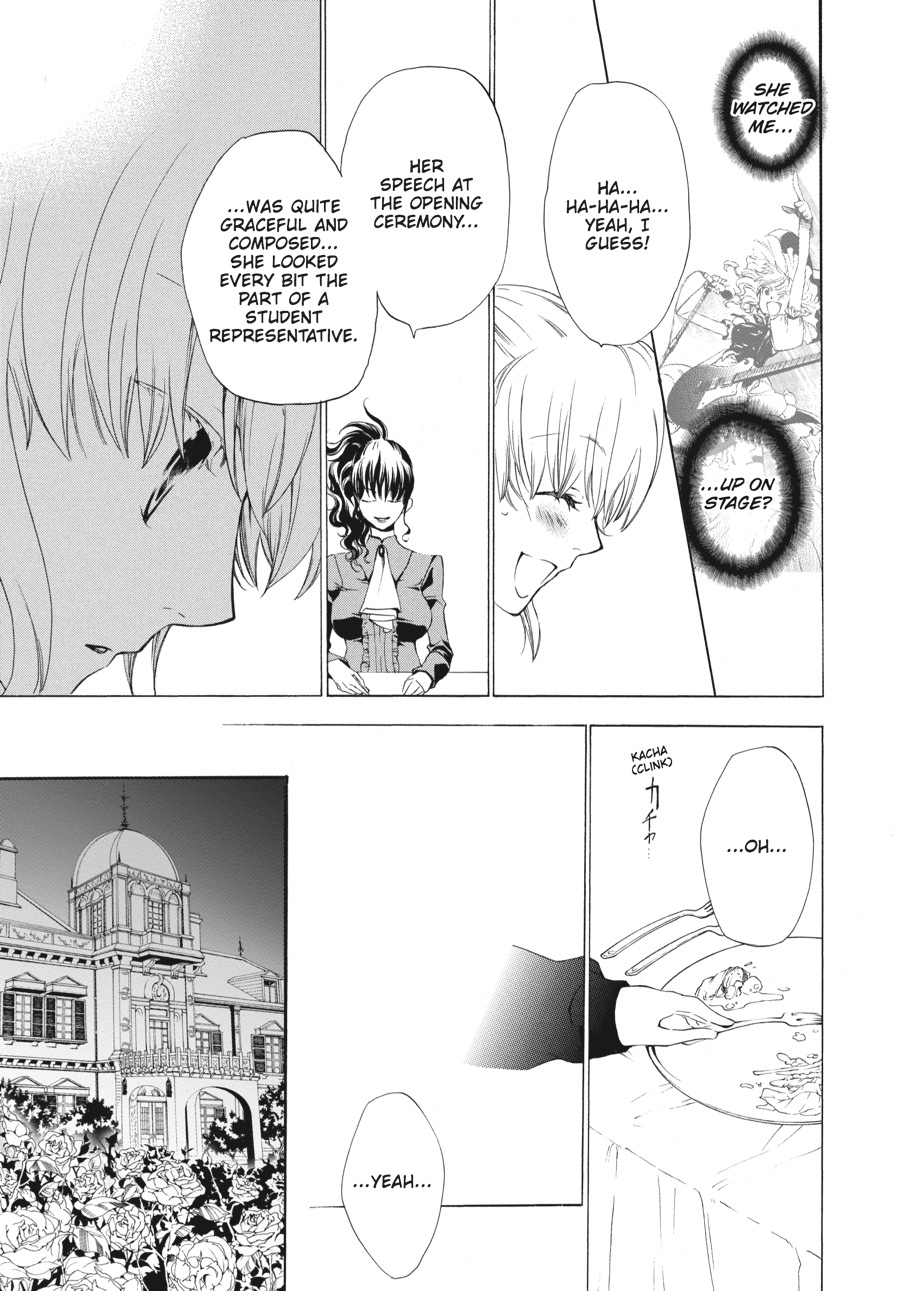 SHE
WATCHED
ME...
...UP ON
STAGE?
HA...
HA-HA-HA...
YEAH, I
GUESS!
HER
SPEECH AT
THE OPENING
CEREMONY...
...WAS QUITE
GRACEFUL AND
COMPOSED...
SHE LOOKED
EVERY BIT THE
PART OF A
STUDENT
REPRESENTATIVE.
...OH...
KACHA
(CLINK)
カチャ…
...YEAH...